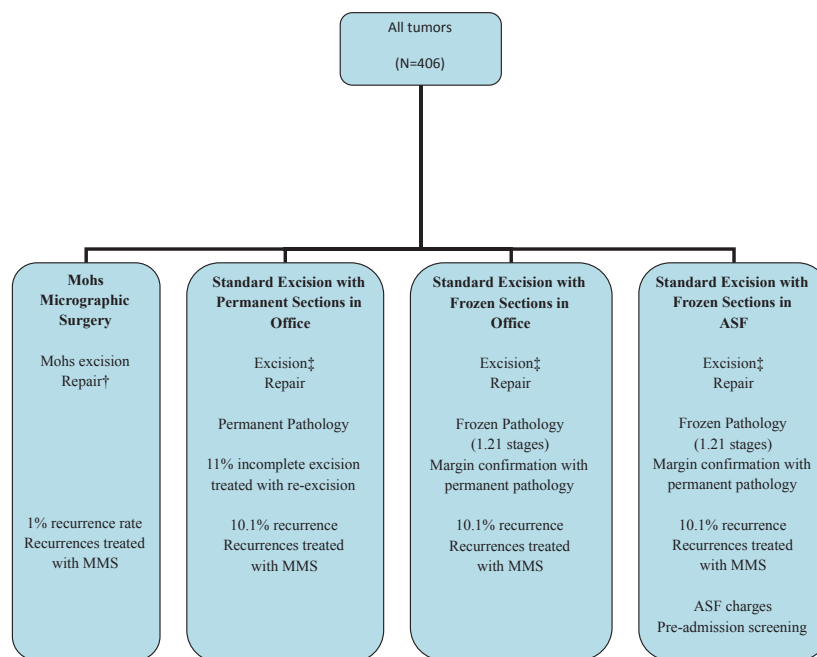 All tumors
(N=406)
Mohs
Micrographic
Surgery
Mohs excision
Repair†
1% recurrence rate
Recurrences treated
with MMS
Standard Excision with
Permanent Sections in
Office
Excision‡
Repair
Permanent Pathology
11% incomplete excision
treated with re-excision
10.1% recurrence
Recurrences treated
with MMS
Standard Excision with
Frozen Sections in
Office
Excision‡
Repair
Frozen Pathology
(1.21 stages)
Margin confirmation with
permanent pathology
10.1% recurrence
Recurrences treated
with MMS
Standard Excision with
Frozen Sections in
ASF
Excision‡
Repair
Frozen Pathology
(1.21 stages)
Margin confirmation with
permanent pathology
10.1% recurrence
Recurrences treated
with MMS
ASF charges
Pre-admission screening